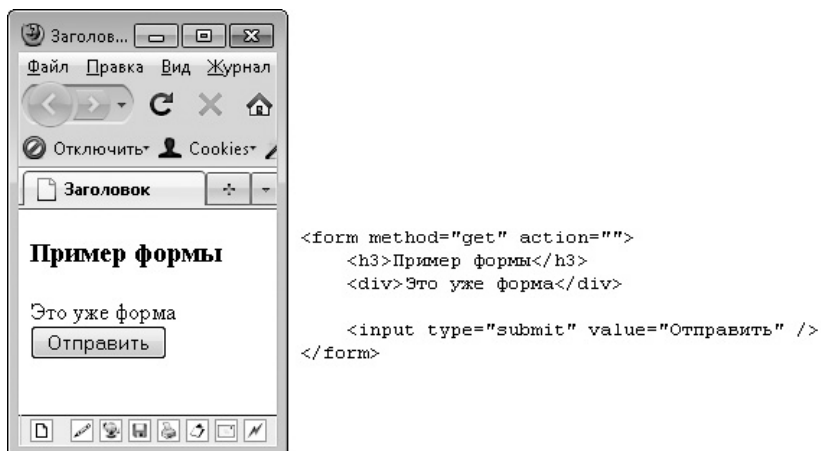 Заголов...
Файл Правка Вид Журнал
Отключить Cookies
Заголовок
Пример формы
Это уже форма
Отправить
<form method="get" action="">
<h3>Пример формы</h3>
<div>Это уже форма</div>
<input type="submit" value="Отправить" />
</form>